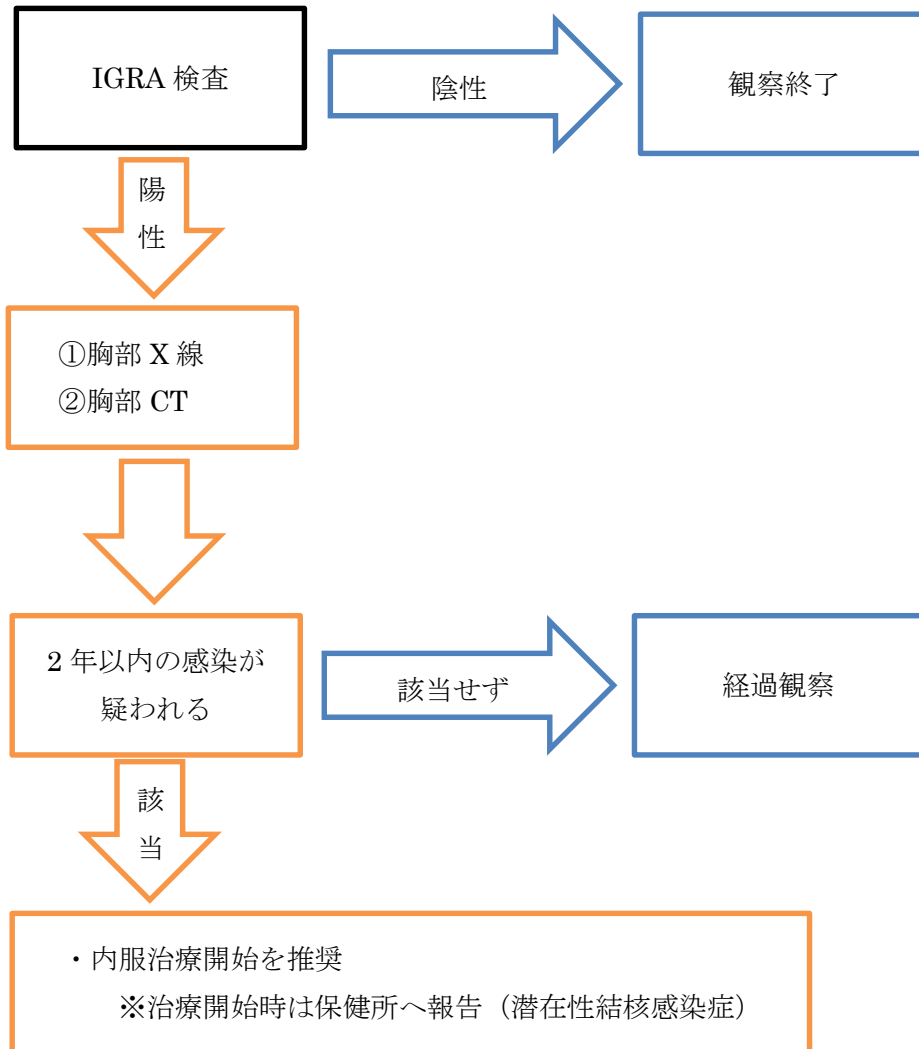 IGRA 検査
陰性
観察終了
陽
性
①胸部 X 線
②胸部 CT
2 年以内の感染が
疑われる
該当せず
経過観察
該
当
・内服治療開始を推奨
※治療開始時は保健所へ報告（潜在性結核感染症）